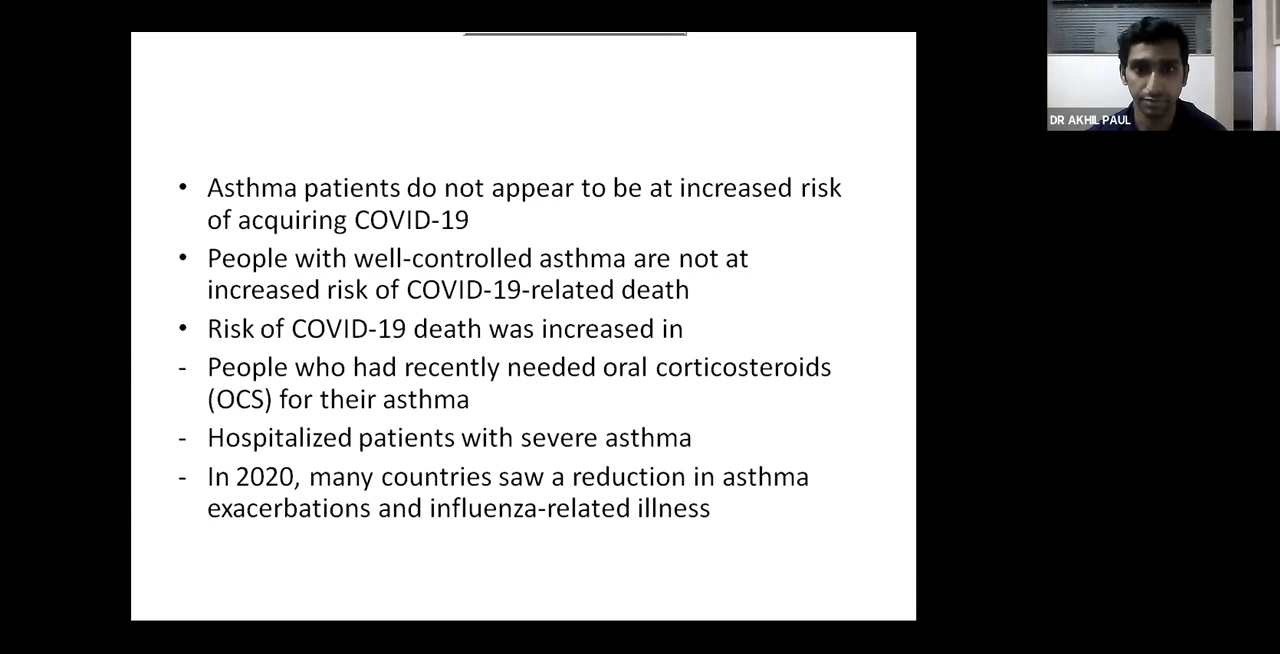 • Asthma patients do not appear to be at increased risk
of acquiring COVID-19
• People with well-controlled asthma are not at
increased risk of COVID-19-related death
• Risk of COVID-19 death was increased in
- People who had recently needed oral corticosteroids
(OCS) for their asthma
- Hospitalized patients with severe asthma
- In 2020, many countries saw a reduction in asthma
exacerbations and influenza-related illness
DR AKHIL PAUL